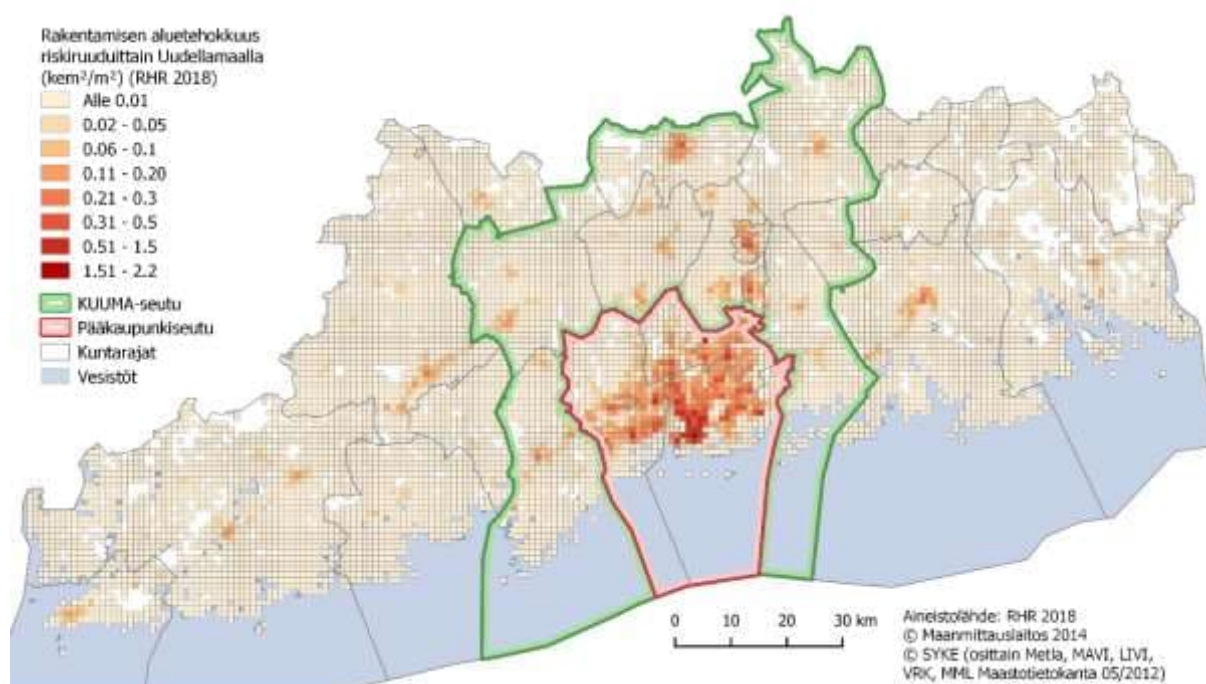 Rakentamisen aluetehokkuus
riskiruuduittain Uudellamaalla
(kem²/m²) (RHR 2018)
Alle 0.01
0.02 - 0.05
0.06 - 0.1
0.11 - 0.20
0.21 - 0.3
0.31 - 0.5
0.51 - 1.5
1.51 - 2.2
KUUMA-seutu
Pääkaupunkiseutu
Kuntarajat
Vesistöt
0 10 20 30 km
Aineistolähde: RHR 2018
© Maanmittauslaitos 2014
© SYKE (osittain Metla, MAVI, LIVI,
VRK, MML Maastotietokanta 05/2012)